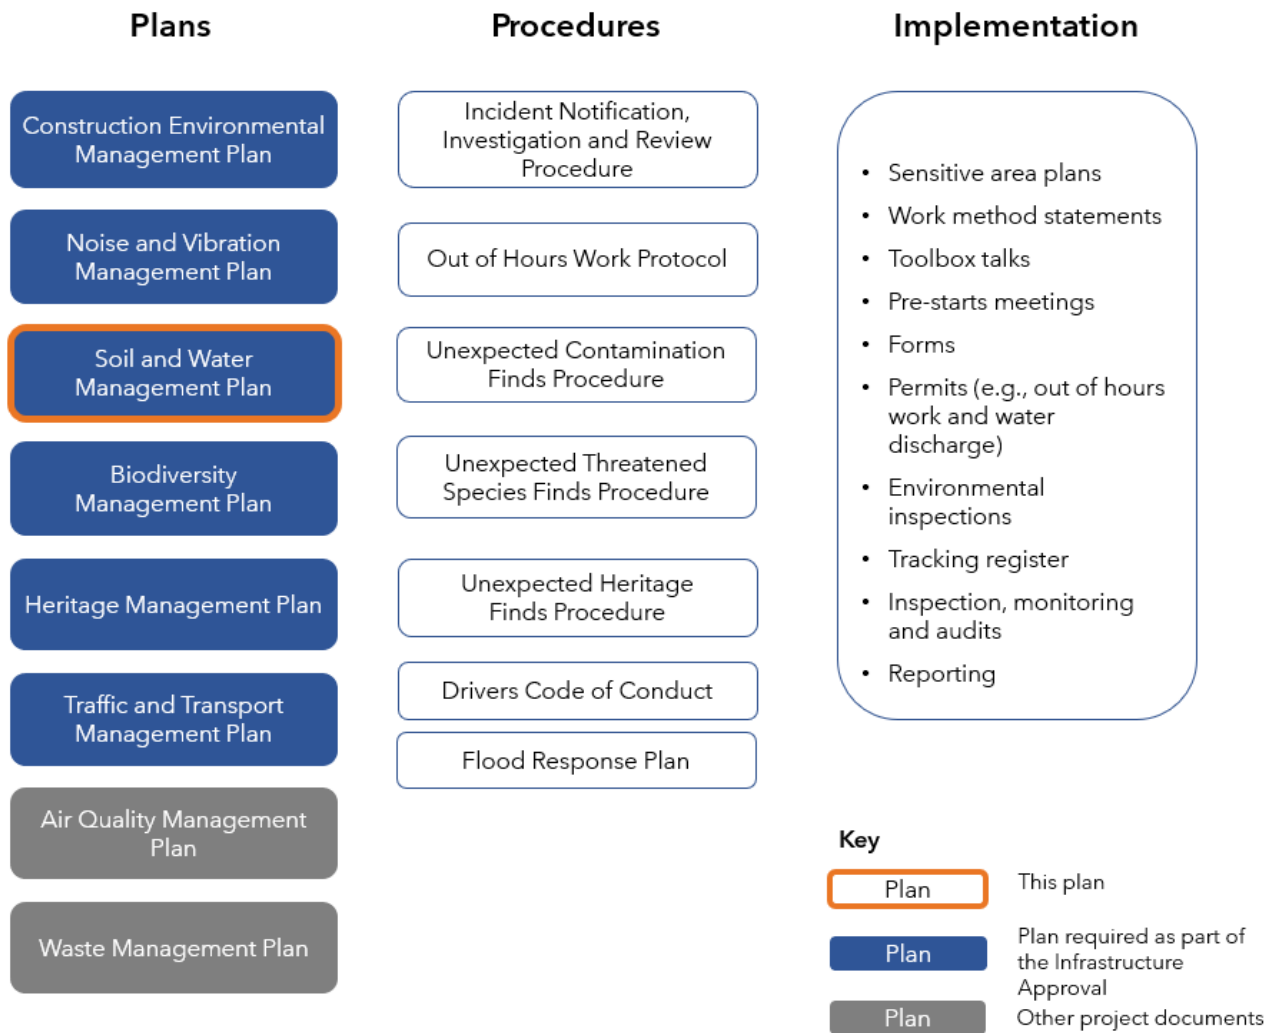 Plans
Procedures
Implementation
Construction Environmental
Management Plan
Noise and Vibration
Management Plan
Soil and Water
Management Plan
Biodiversity
Management Plan
Heritage Management Plan
Traffic and Transport
Management Plan
Air Quality Management
Plan
Waste Management Plan
Incident Notification,
Investigation and Review
Procedure
Out of Hours Work Protocol
Unexpected Contamination
Finds Procedure
Unexpected Threatened
Species Finds Procedure
Unexpected Heritage
Finds Procedure
Drivers Code of Conduct
Flood Response Plan
• Sensitive area plans
• Work method statements
• Toolbox talks
• Pre-starts meetings
• Forms
• Permits (e.g., out of hours
work and water
discharge)
• Environmental
inspections
• Tracking register
• Inspection, monitoring
and audits
• Reporting
Key
Plan
This plan
Plan
Plan required as part of
the Infrastructure
Approval
Plan
Other project documents